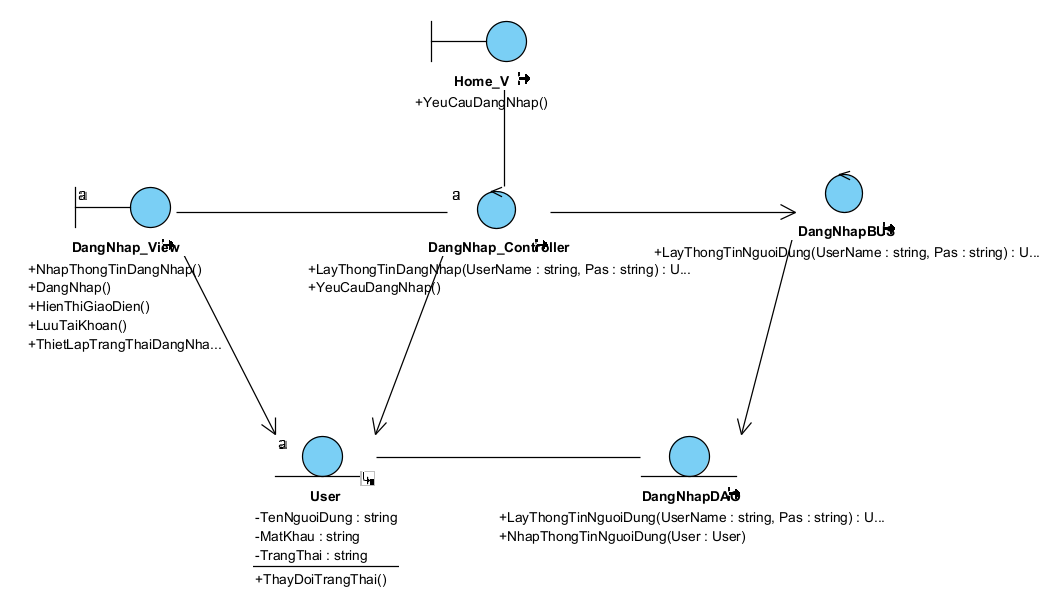 Home_V
+YeuCauDangNhap()
a
DangNhap_View
+NhapThongTinDangNhap()
+DangNhap()
+HienThiGiaoDien()
+LuuTaiKhoan()
+ThietLapTrangThaiDangNha...
a
DangNhap_Controller
+LayThongTinDangNhap(UserName : string, Pas : string) : U...
+YeuCauDangNhap()
DangNhapBUS
+LayThongTinNguoiDung(UserName : string, Pas : string) : U...
a
User
-TenNguoiDung : string
-MatKhau : string
-TrangThai : string
+ThayDoiTrangThai()
DangNhapDAO
+LayThongTinNguoiDung(UserName : string, Pas : string) : U...
+NhapThongTinNguoiDung(User : User)